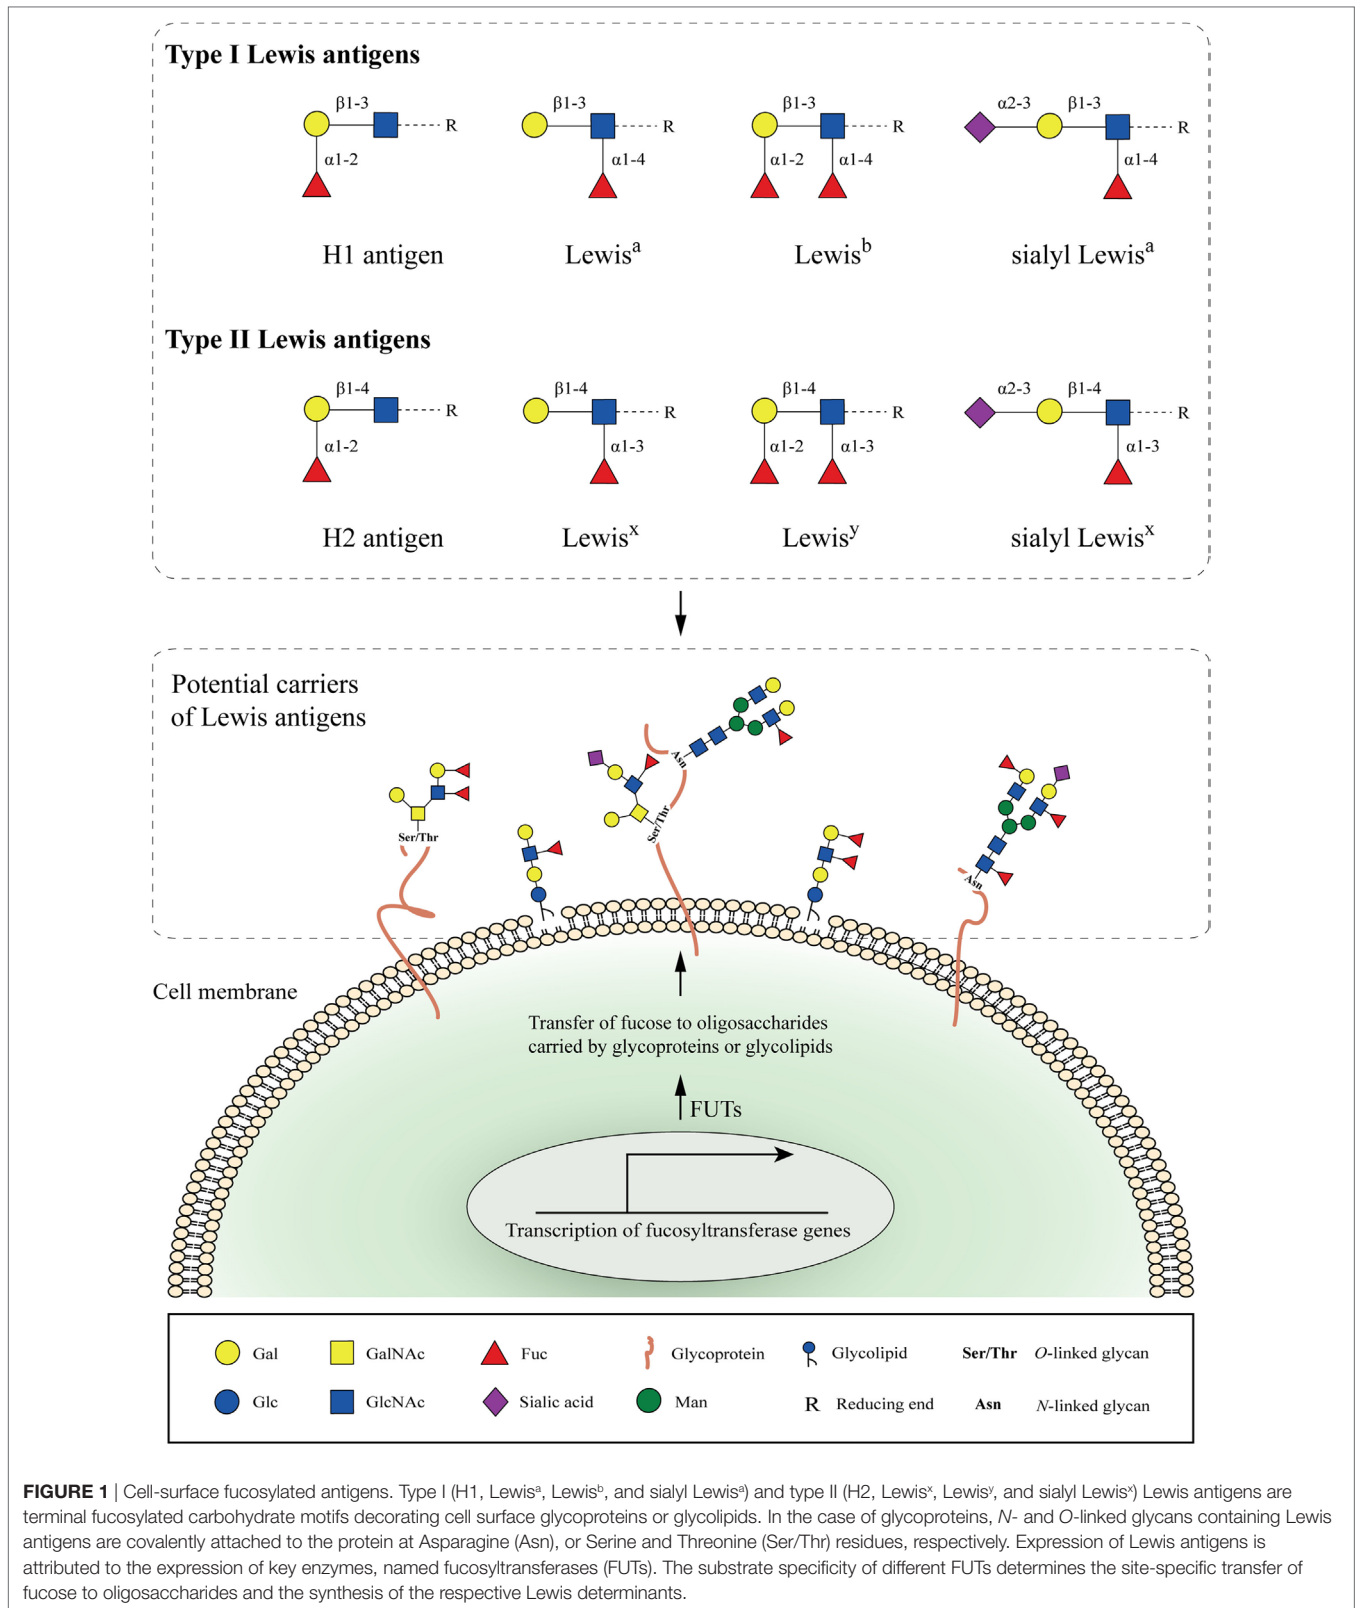 Type I Lewis antigens
β1-3 β1-3 β1-3 α2-3 β1-3
R R R R
α1-2 α1-4 α1-2 α1-4 α1-4
H1 antigen Lewisᵃ Lewisᵇ sialyl Lewisᵃ
Type II Lewis antigens
β1-4 β1-4 β1-4 α2-3 β1-4
R R R R
α1-2 α1-3 α1-2 α1-3 α1-3
H2 antigen Lewisˣ Lewisʸ sialyl Lewisˣ
Potential carriers
of Lewis antigens
Asn
Ser/Thr
Ser/Thr
Asn
Cell membrane
Transfer of fucose to oligosaccharides
carried by glycoproteins or glycolipids
FUTs
Transcription of fucosyltransferase genes
Gal GalNAc Fuc Glycoprotein Glycolipid Ser/Thr O-linked glycan
Glc GlcNAc Sialic acid Man R Reducing end Asn N-linked glycan
FIGURE 1 | Cell-surface fucosylated antigens. Type I (H1, Lewisᵃ, Lewisᵇ, and sialyl Lewisᵃ) and type II (H2, Lewisˣ, Lewisʸ, and sialyl Lewisˣ) Lewis antigens are
terminal fucosylated carbohydrate motifs decorating cell surface glycoproteins or glycolipids. In the case of glycoproteins, N- and O-linked glycans containing Lewis
antigens are covalently attached to the protein at Asparagine (Asn), or Serine and Threonine (Ser/Thr) residues, respectively. Expression of Lewis antigens is
attributed to the expression of key enzymes, named fucosyltransferases (FUTs). The substrate specificity of different FUTs determines the site-specific transfer of
fucose to oligosaccharides and the synthesis of the respective Lewis determinants.